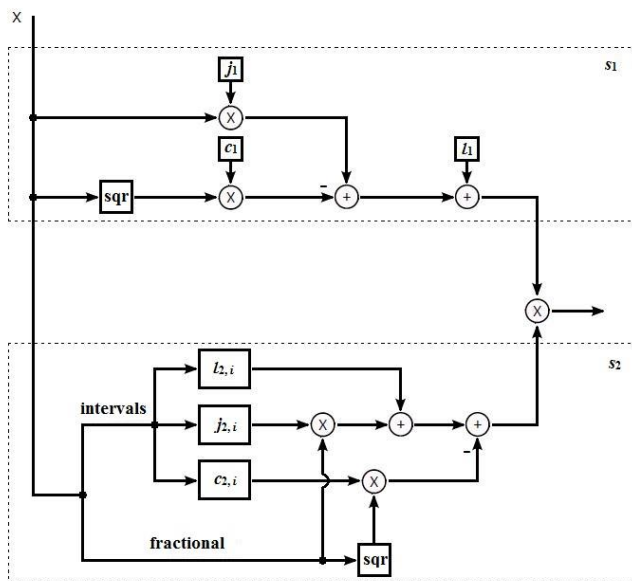 X
s1
j1
X
c1
l1
sqr
X
-
+
+
X
s2
l2, i
intervals
j2, i
X
+
+
-
c2, i
X
fractional
sqr